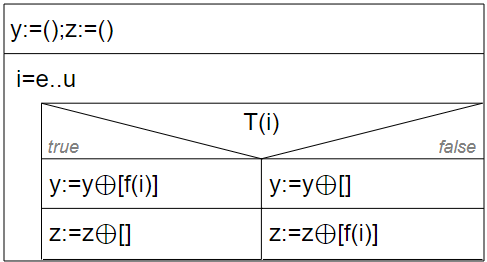 y:=();z:=()
i=e..u
T(i)
true false
y:=y⨁[f(i)] y:=y⨁[]
z:=z⨁[] z:=z⨁[f(i)]